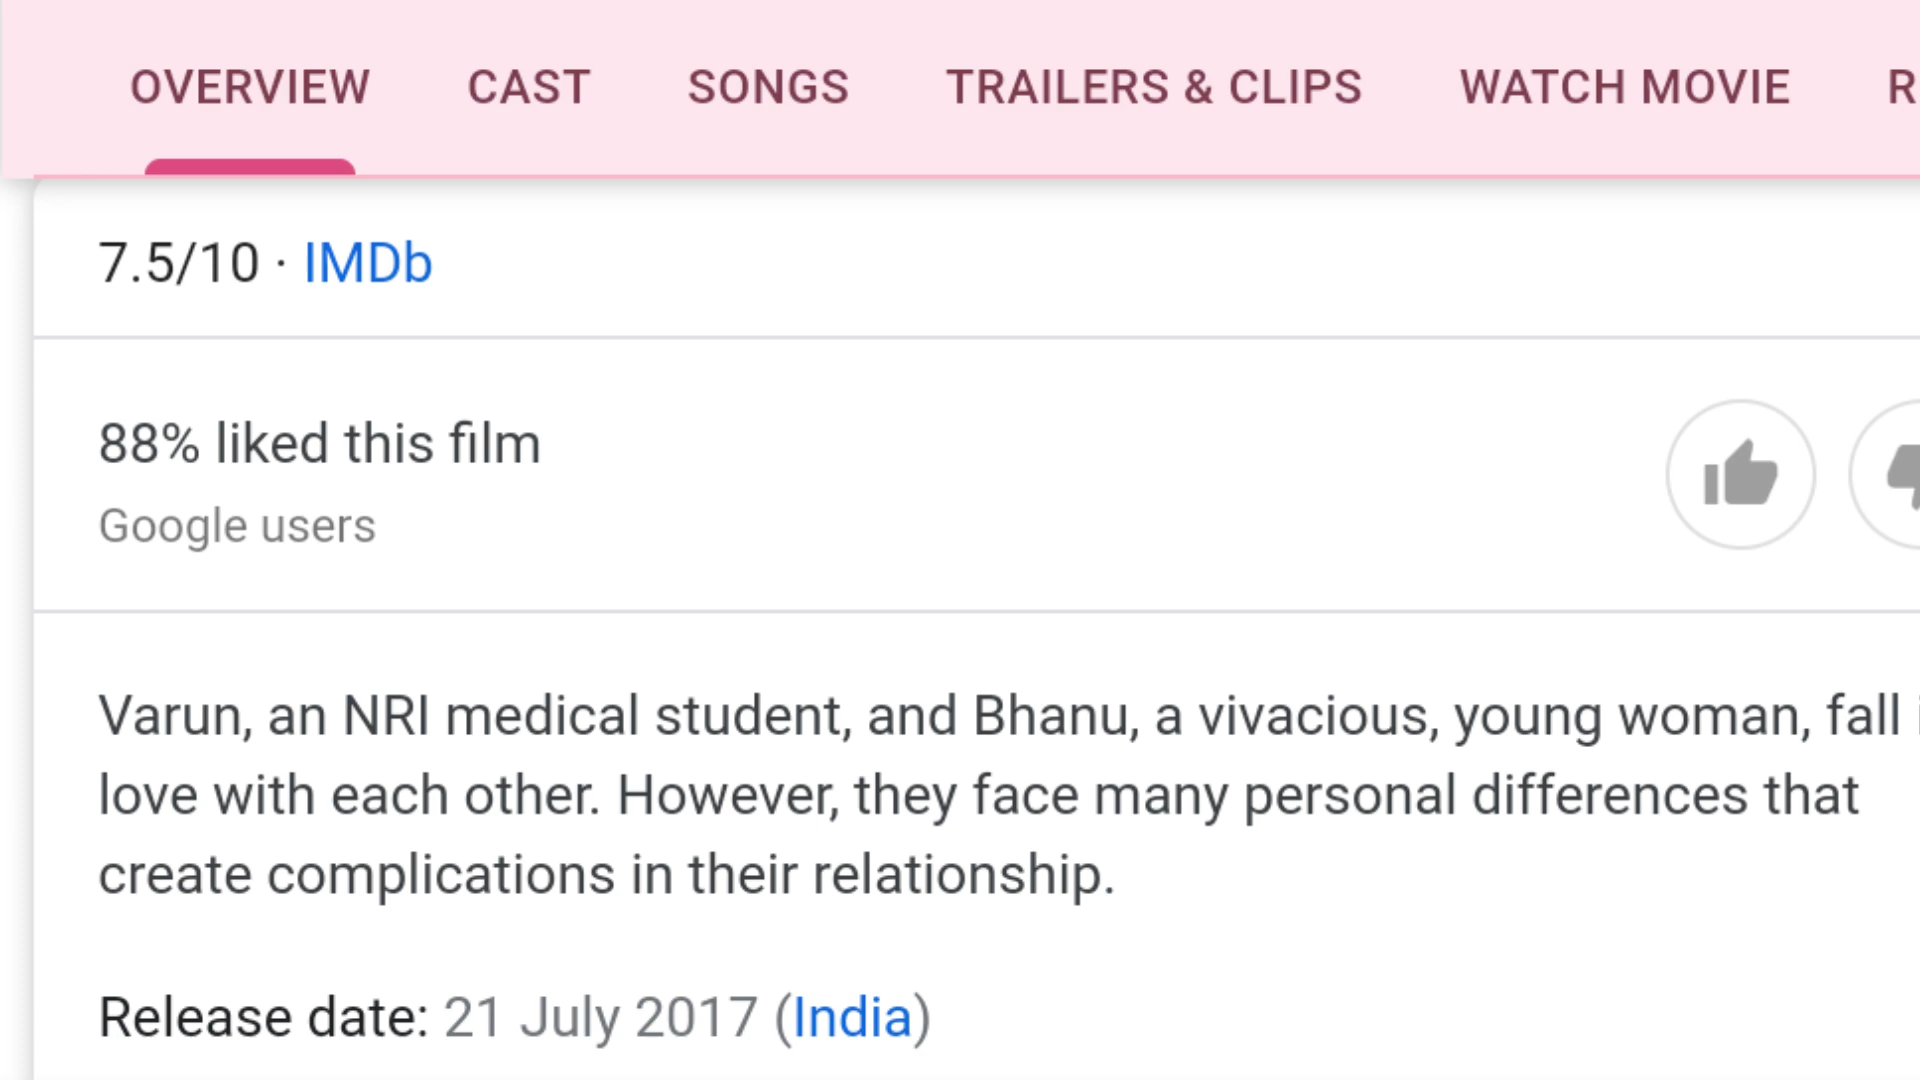 OVERVIEW CAST SONGS TRAILERS & CLIPS WATCH MOVIE R
7.5/10 · IMDb
88% liked this film
Google users
Varun, an NRI medical student, and Bhanu, a vivacious, young woman, fall
love with each other. However, they face many personal differences that
create complications in their relationship.
Release date: 21 July 2017 (India)